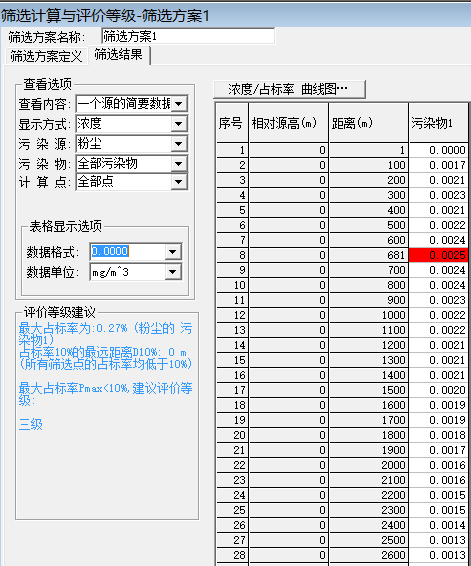 筛选计算与评价等级-筛选方案1
筛选方案名称: 筛选方案1
筛选方案定义 筛选结果
查看选项
查看内容: 一个源的简要数据
显示方式: 浓度
污 染 源: 粉尘
污 染 物: 全部污染物
计 算 点: 全部点
表格显示选项
数据格式: 0.0000
数据单位: mg/m^3
评价等级建议
最大占标率为:0.27% (粉尘的 污
染物1)
占标率10%的最远距离D10%: 0 m
(所有筛选点的占标率均低于10%)
最大占标率Pmax<10%,建议评价等
级:
三级
浓度/占标率 曲线图…
序号 相对源高(m) 距离(m) 污染物1
1 0 1 0.0000
2 0 100 0.0017
3 0 200 0.0021
4 0 300 0.0023
5 0 400 0.0021
6 0 500 0.0022
7 0 600 0.0024
8 0 681 0.0025
9 0 700 0.0024
10 0 800 0.0024
11 0 900 0.0023
12 0 1000 0.0022
13 0 1100 0.0022
14 0 1200 0.0021
15 0 1300 0.0021
16 0 1400 0.0021
17 0 1500 0.0020
18 0 1600 0.0019
19 0 1700 0.0019
20 0 1800 0.0018
21 0 1900 0.0017
22 0 2000 0.0016
23 0 2100 0.0016
24 0 2200 0.0015
25 0 2300 0.0015
26 0 2400 0.0014
27 0 2500 0.0013
28 0 2600 0.0013